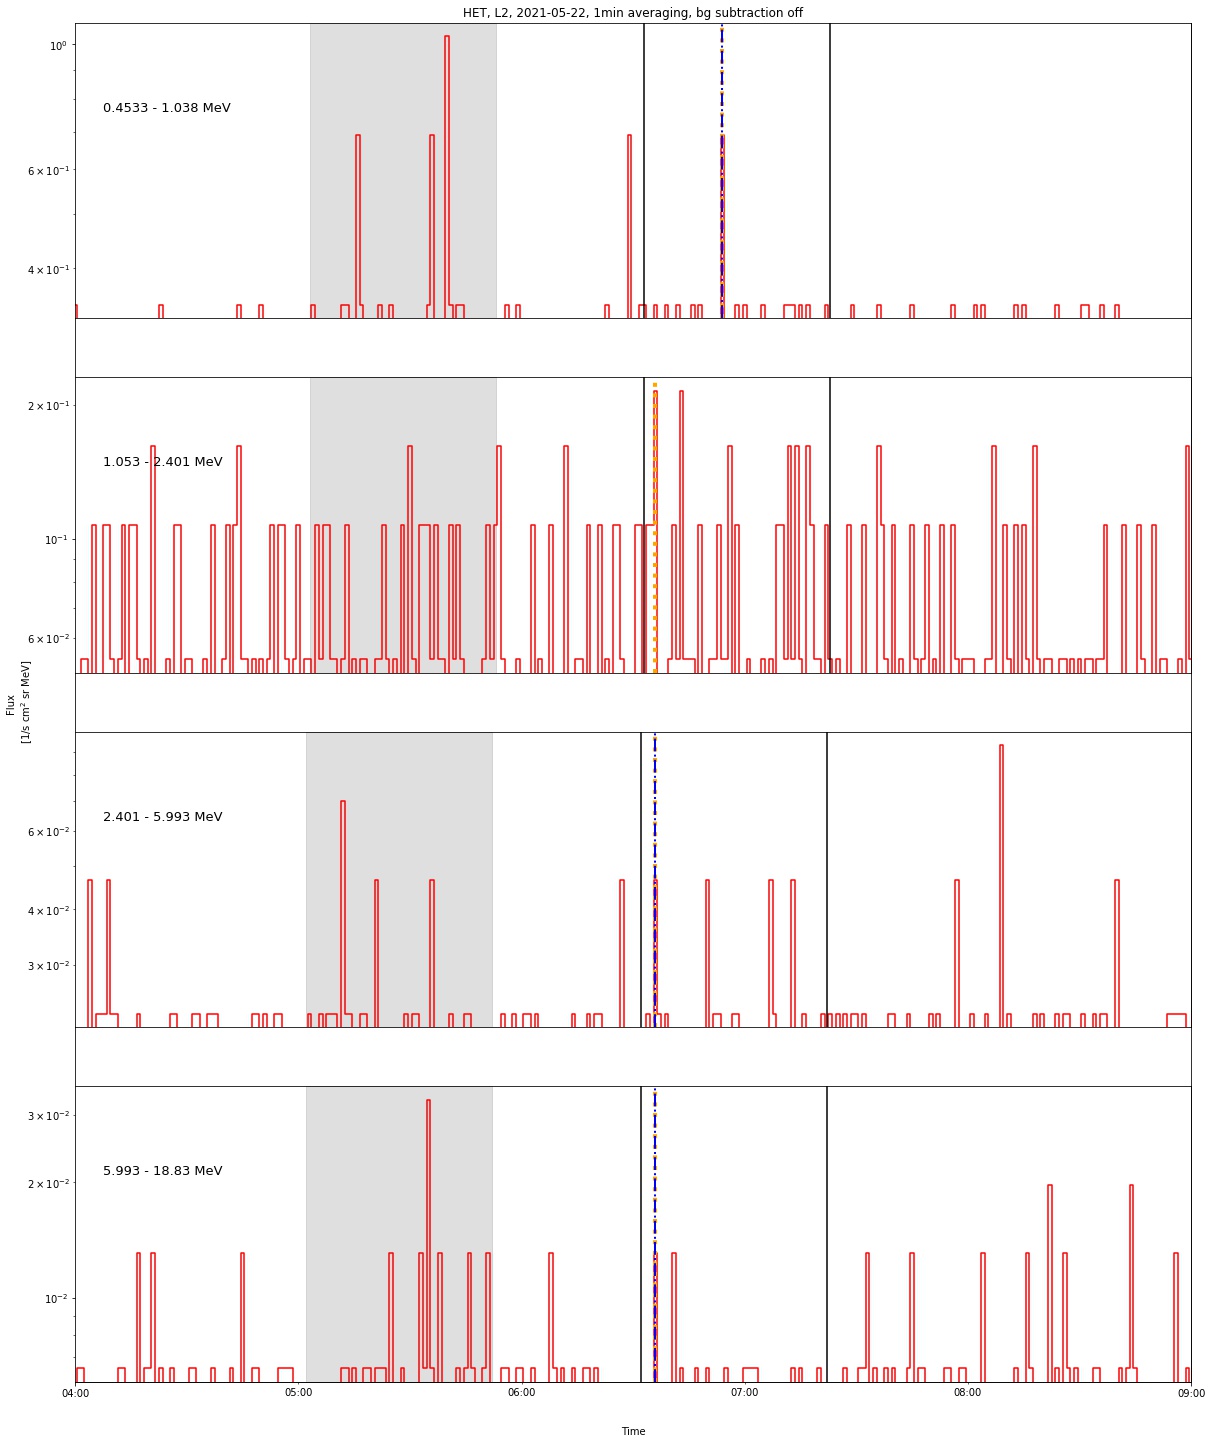 HET, L2, 2021-05-22, 1min averaging, bg subtraction off
10⁰
0.4533 - 1.038 MeV
6 × 10⁻¹
4 × 10⁻¹
2 × 10⁻¹
1.053 - 2.401 MeV
10⁻¹
6 × 10⁻²
Flux
[1/s cm² sr MeV]
6 × 10⁻²
2.401 - 5.993 MeV
4 × 10⁻²
3 × 10⁻²
3 × 10⁻²
5.993 - 18.83 MeV
2 × 10⁻²
10⁻²
04:00 05:00 06:00 07:00 08:00 09:00
Time